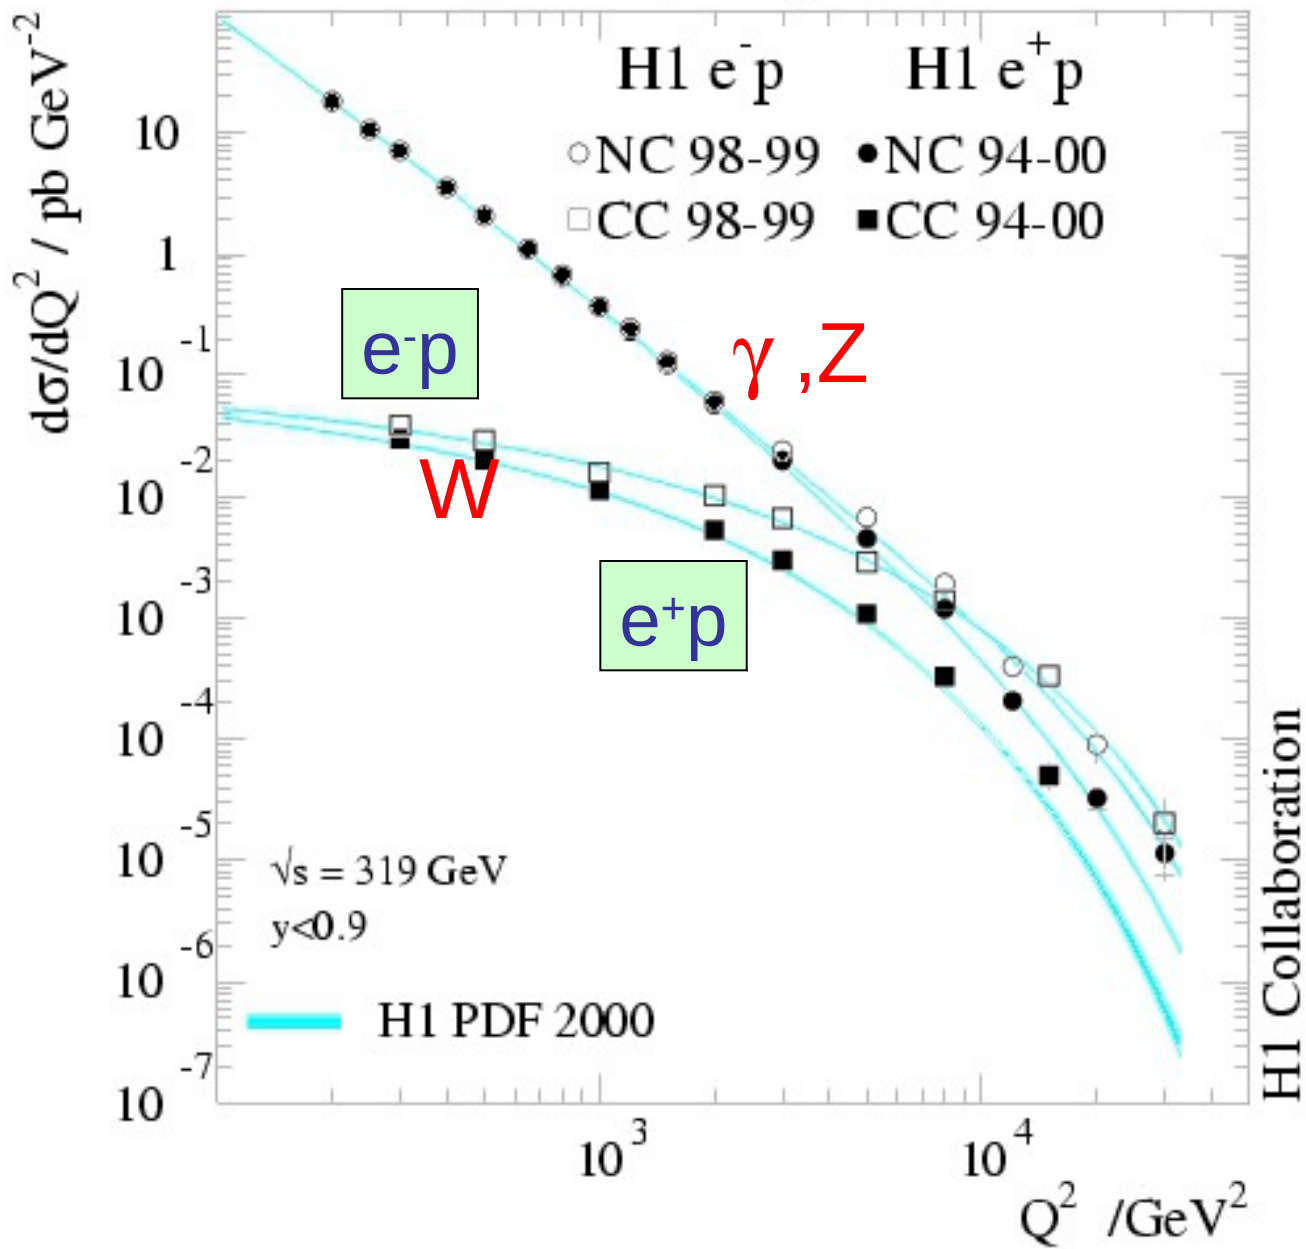 dσ/dQ² / pb GeV⁻²
H1 e⁻p H1 e⁺p
○ NC 98-99 ● NC 94-00
□ CC 98-99 ■ CC 94-00
10
1
10⁻¹
10⁻²
10⁻³
10⁻⁴
10⁻⁵
10⁻⁶
10⁻⁷
e⁻p
γ ,Z
W
e⁺p
√s = 319 GeV
y<0.9
H1 PDF 2000
10³ 10⁴
Q² /GeV²
H1 Collaboration